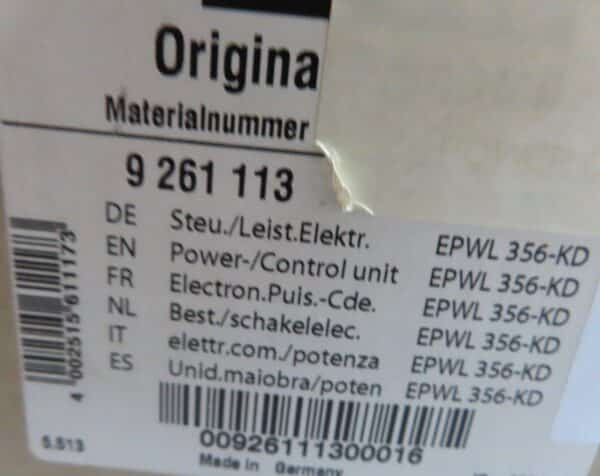 Origina
Materialnummer
9 261 113
DE Steu./Leist.Elektr. EPWL 356-KD
EN Power-/Control unit EPWL 356-KD
FR Electron.Puis.-Cde. EPWL 356-KD
NL Best./schakelelec. EPWL 356-KD
IT elettr.com./potenza EPWL 356-KD
ES Unid.maiobra/poten EPWL 356-KD
4 002515 611173
00926111300016
5.513
Made in Germany